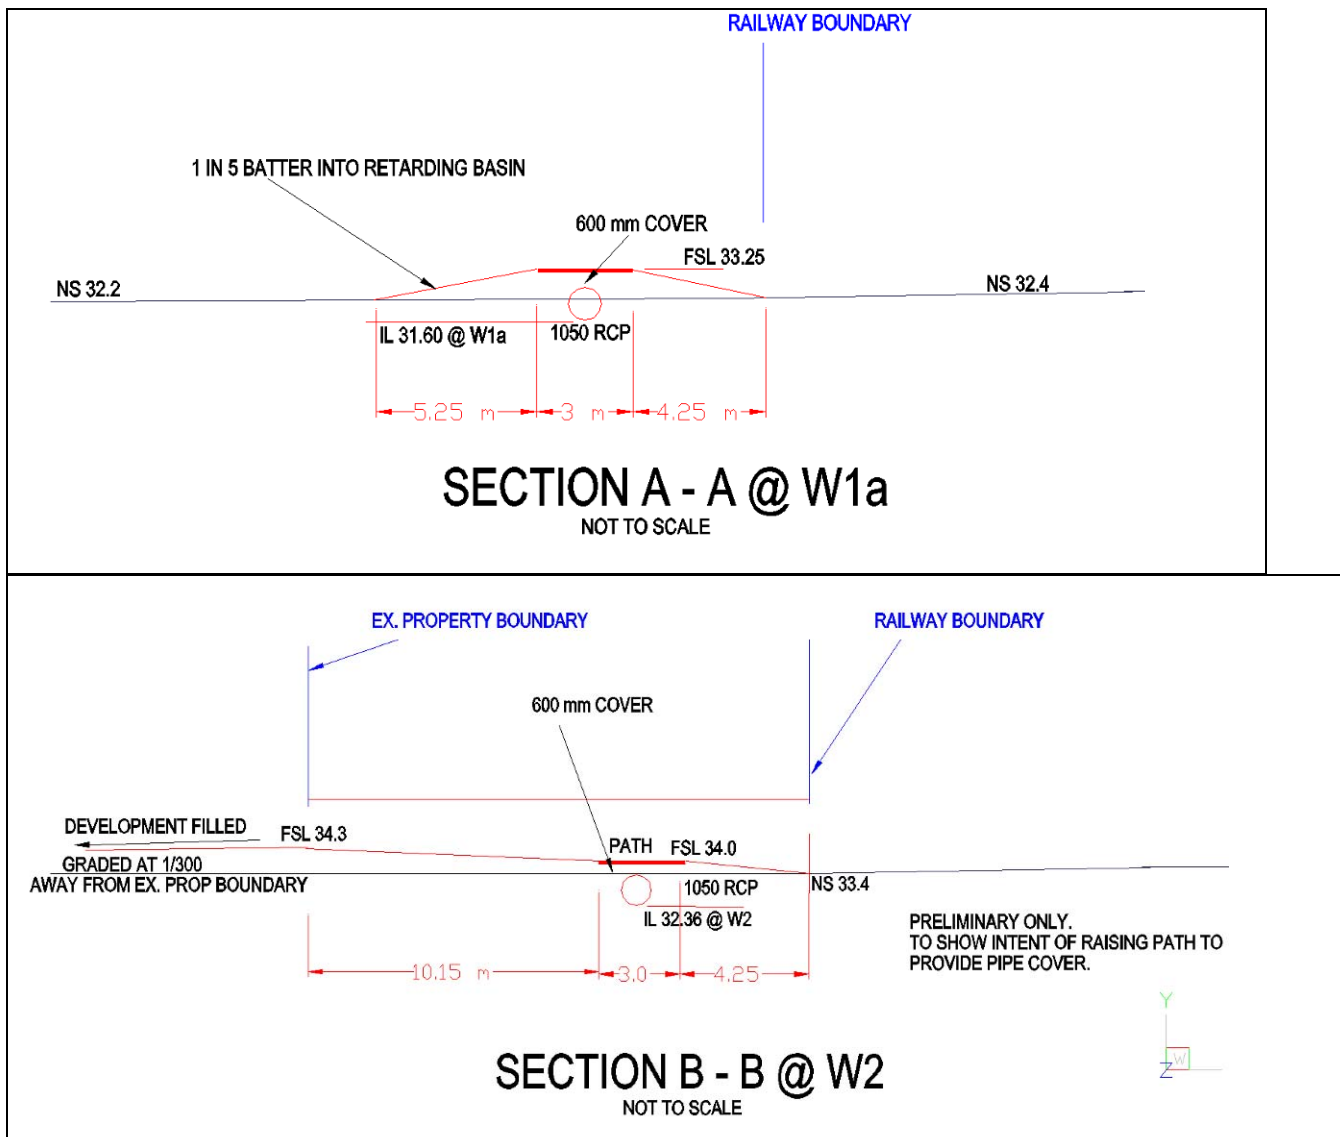 RAILWAY BOUNDARY
1 IN 5 BATTER INTO RETARDING BASIN
600 mm COVER
FSL 33.25
NS 32.2
NS 32.4
IL 31.60 @ W1a
1050 RCP
5.25 m
3 m
4.25 m
SECTION A - A @ W1a
NOT TO SCALE
EX. PROPERTY BOUNDARY
RAILWAY BOUNDARY
600 mm COVER
DEVELOPMENT FILLED
FSL 34.3
PATH
FSL 34.0
GRADED AT 1/300
AWAY FROM EX. PROP BOUNDARY
1050 RCP
NS 33.4
IL 32.36 @ W2
PRELIMINARY ONLY.
TO SHOW INTENT OF RAISING PATH TO
PROVIDE PIPE COVER.
10.15 m
3.0
4.25
Y
W
Z
SECTION B - B @ W2
NOT TO SCALE